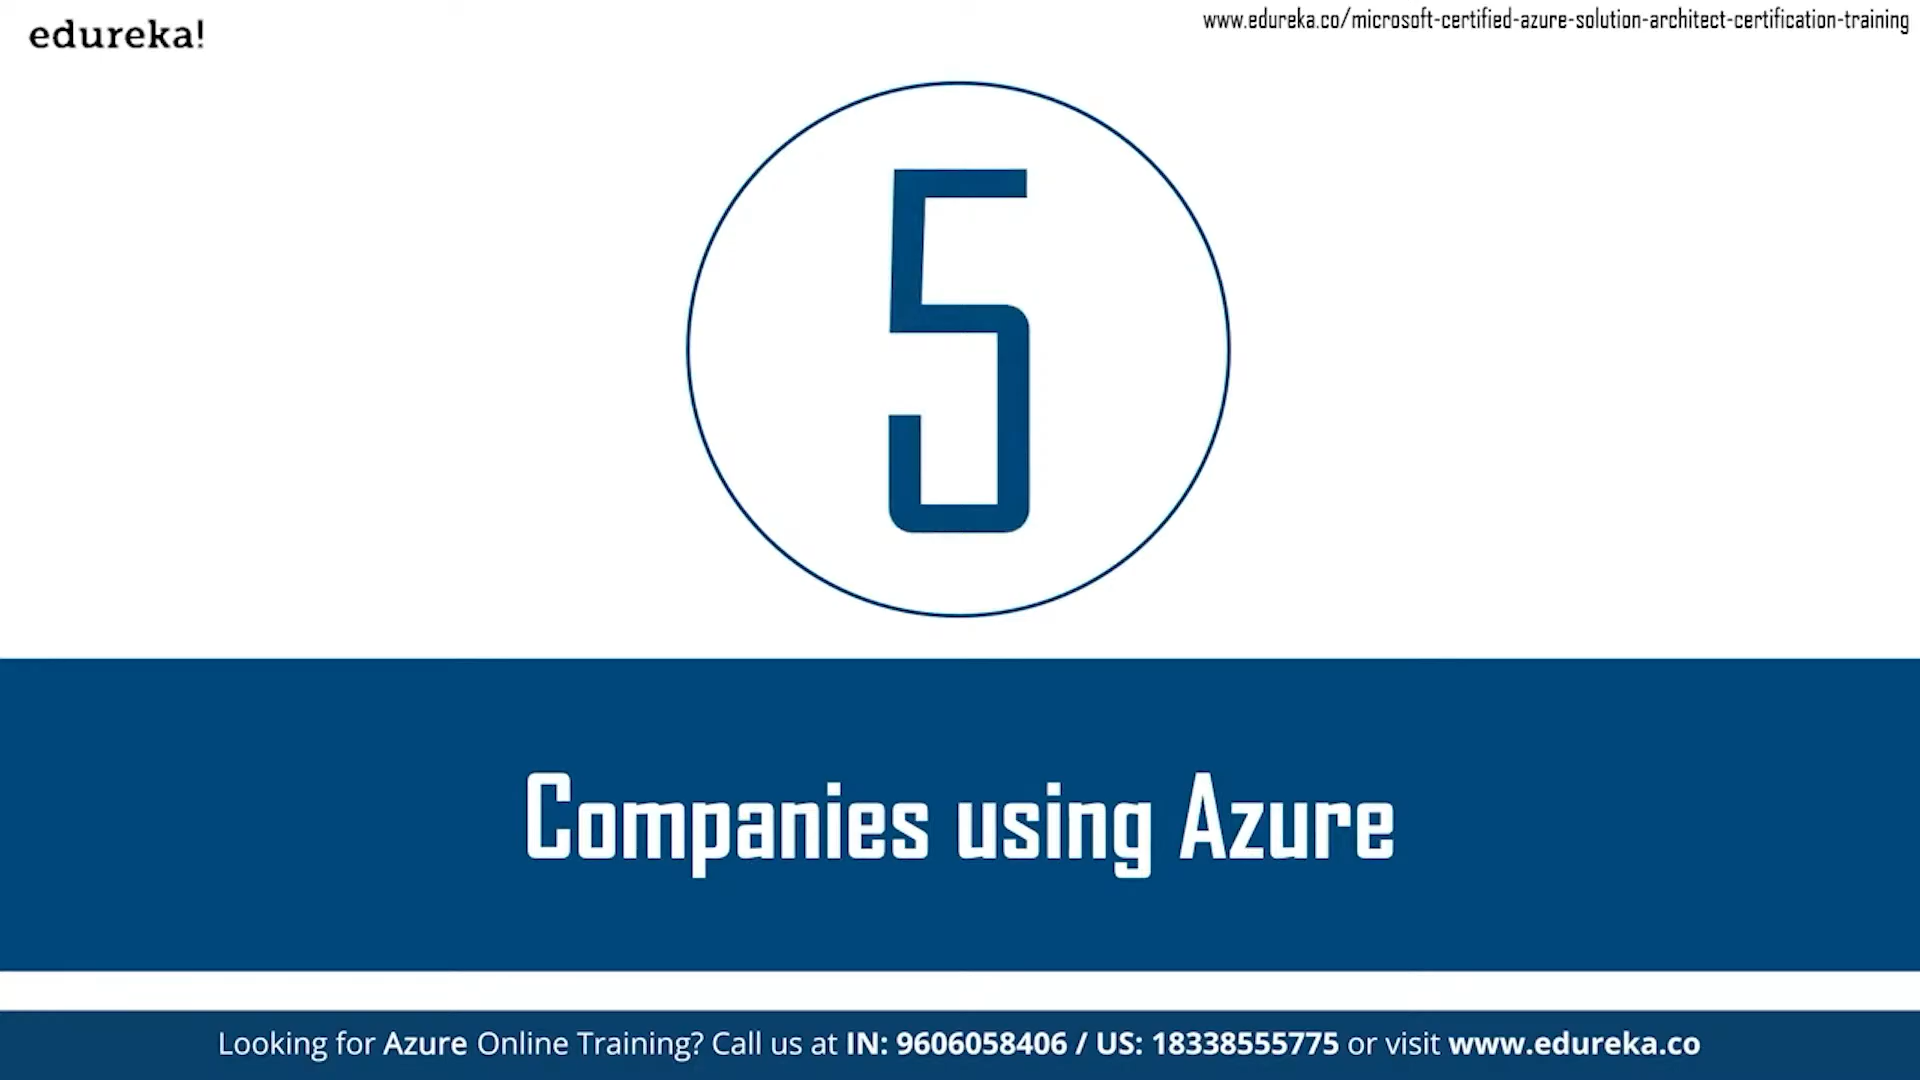 edureka!
www.edureka.co/microsoft-certified-azure-solution-architect-certification-training
5
Companies using Azure
Looking for Azure Online Training? Call us at IN: 9606058406 / US: 18338555775 or visit www.edureka.co